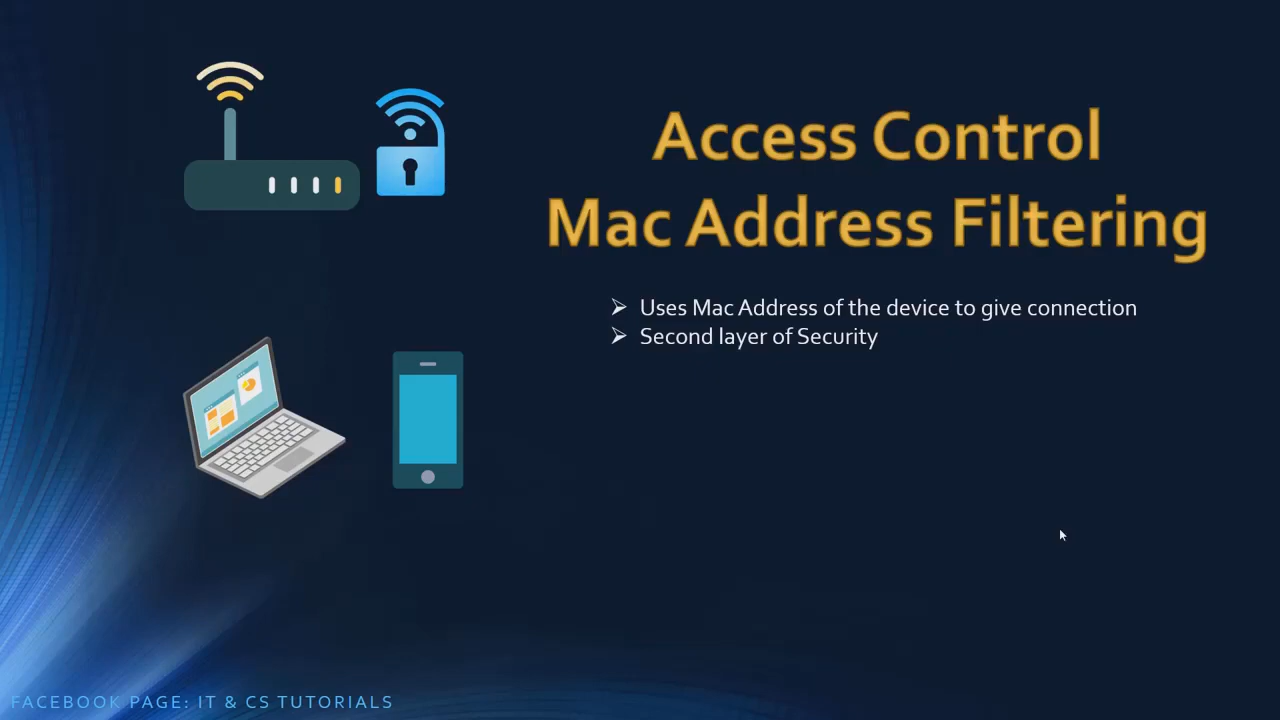 Access Control
Mac Address Filtering
➢ Uses Mac Address of the device to give connection
➢ Second layer of Security
FACEBOOK PAGE: IT & CS TUTORIALS